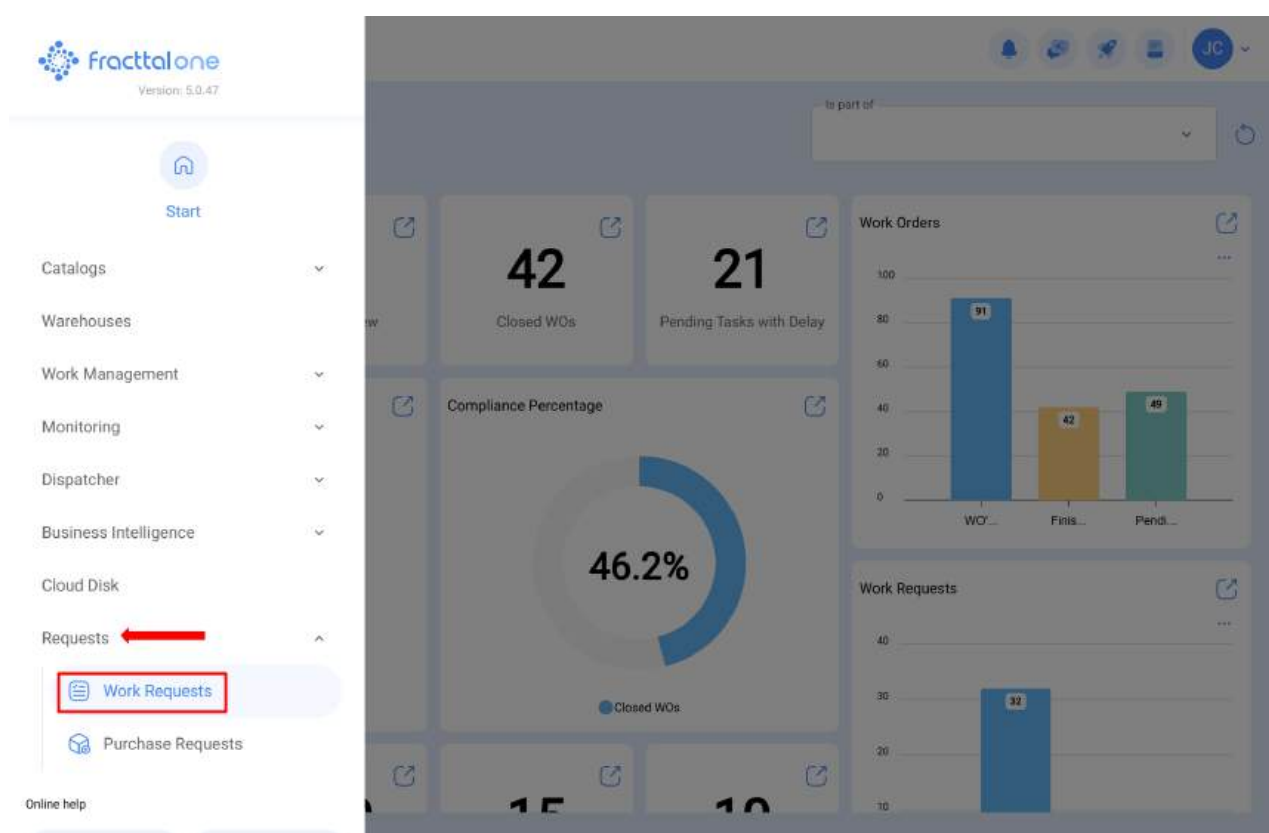 fracttalone
Version: 5.0.47
Start
Catalogs
Warehouses
Work Management
Monitoring
Dispatcher
Business Intelligence
Cloud Disk
Requests
Work Requests
Purchase Requests
Online help
JC
Is part of
ew
42
Closed WOs
21
Pending Tasks with Delay
Compliance Percentage
46.2%
Closed WOs
15
Work Orders
...
100
80
60
40
20
0
91
42
49
WO'...
Finis...
Pendi...
Work Requests
...
40
30
20
10
32